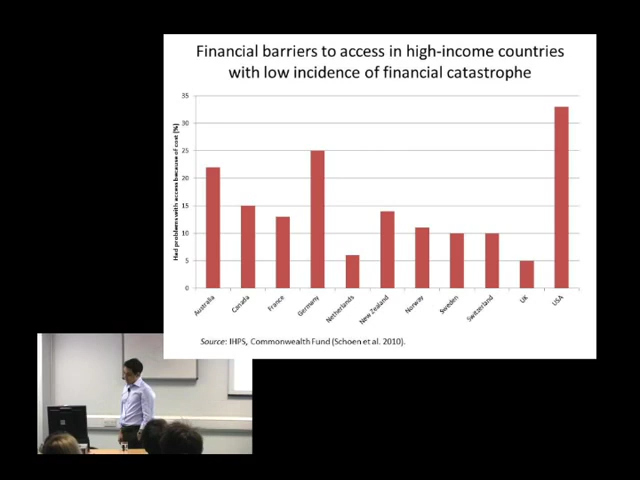 Financial barriers to access in high-income countries
with low incidence of financial catastrophe
Had problems with access because of cost (%)
35
30
25
20
15
10
5
0
Australia
Canada
France
Germany
Netherlands
New Zealand
Norway
Sweden
Switzerland
UK
USA
Source: IHPS, Commonwealth Fund (Schoen et al. 2010).